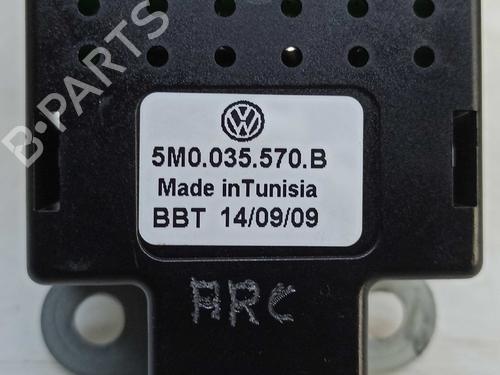 B-PARTS
5M0.035.570.B
Made inTunisia
BBT 14/09/09
ARC